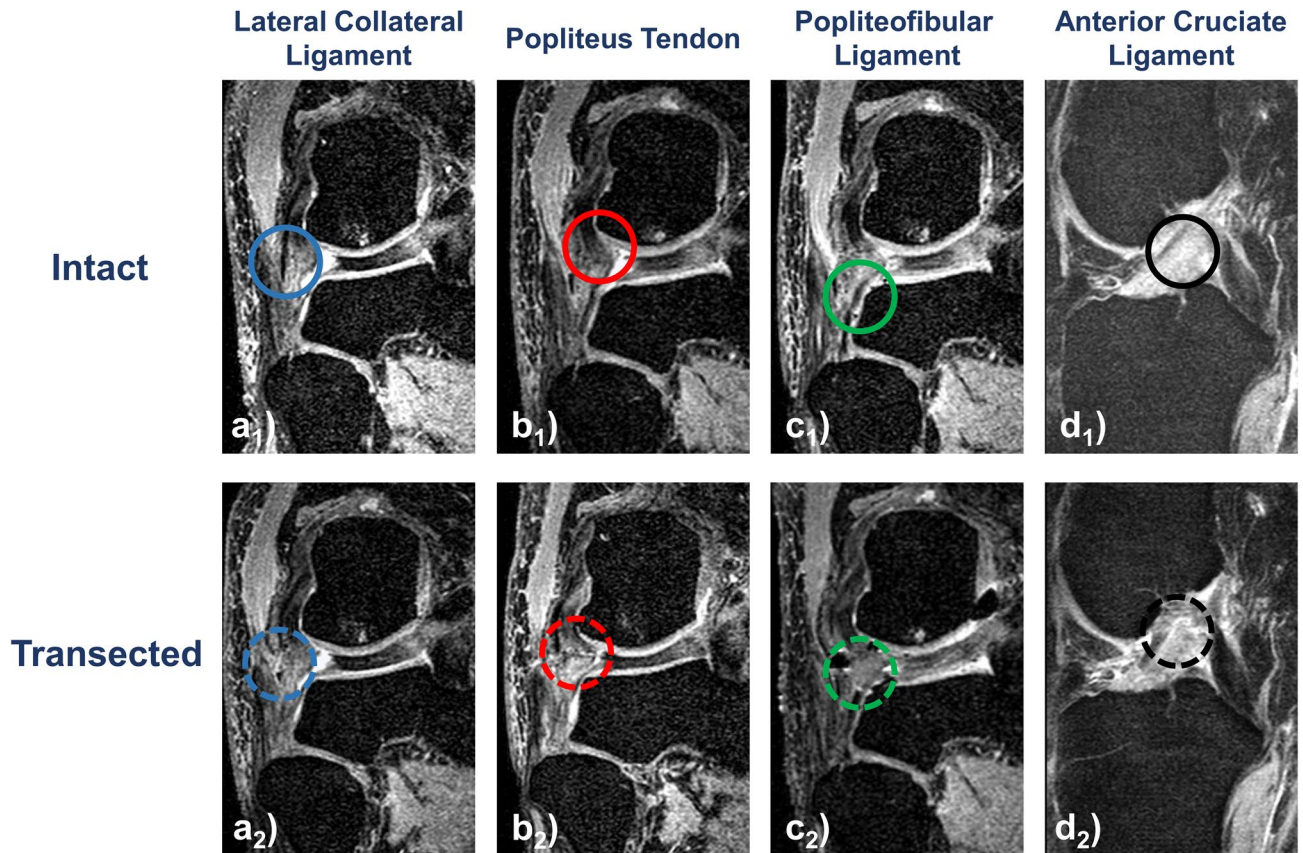 Lateral Collateral
Ligament
Popliteus Tendon
Popliteofibular
Ligament
Anterior Cruciate
Ligament
Intact
a₁)
b₁)
c₁)
d₁)
Transected
a₂)
b₂)
c₂)
d₂)